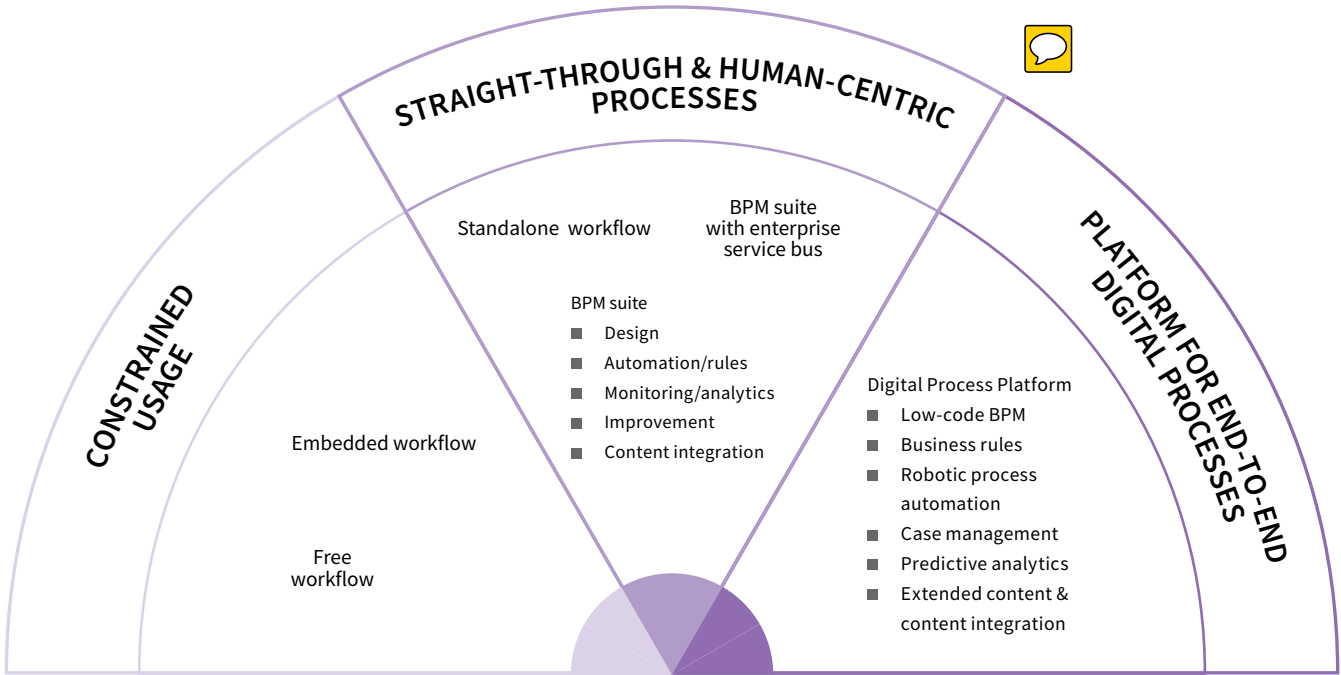 CONSTRAINED
USAGE
Embedded workflow
Free
workflow
STRAIGHT-THROUGH & HUMAN-CENTRIC
PROCESSES
Standalone workflow
BPM suite
with enterprise
service bus
BPM suite
Design
Automation/rules
Monitoring/analytics
Improvement
Content integration
PLATFORM FOR END-TO-END
DIGITAL PROCESSES
Digital Process Platform
Low-code BPM
Business rules
Robotic process
automation
Case management
Predictive analytics
Extended content &
content integration